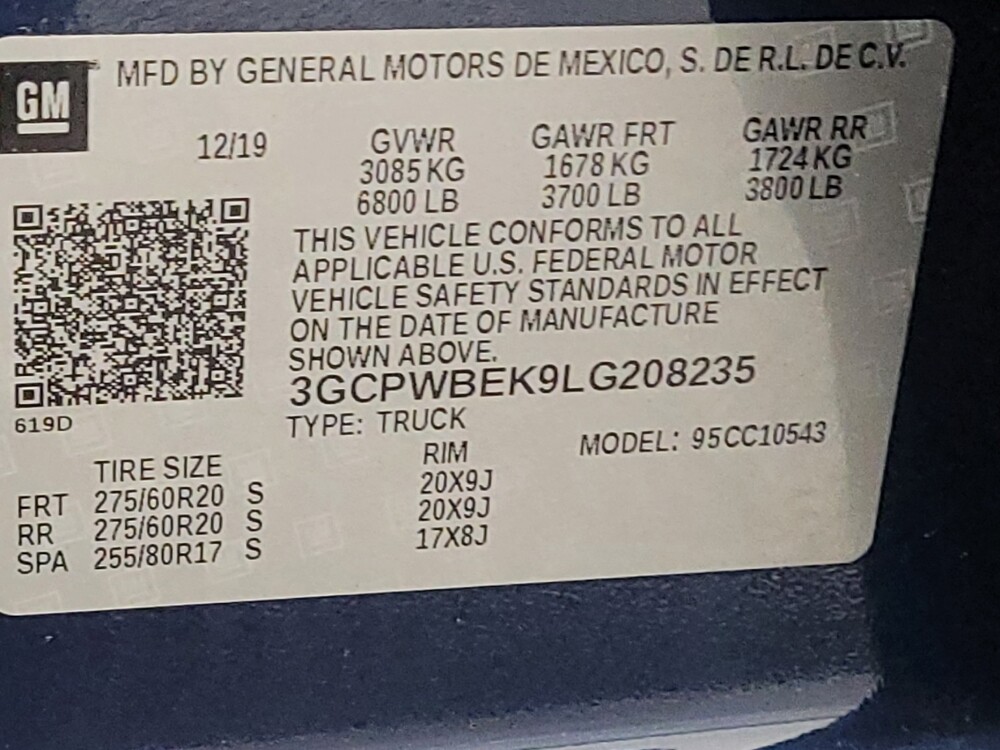 GM
MFD BY GENERAL MOTORS DE MEXICO, S. DE R.L. DE C.V.
12/19 GVWR GAWR FRT GAWR RR
3085 KG 1678 KG 1724 KG
6800 LB 3700 LB 3800 LB
THIS VEHICLE CONFORMS TO ALL
APPLICABLE U.S. FEDERAL MOTOR
VEHICLE SAFETY STANDARDS IN EFFECT
ON THE DATE OF MANUFACTURE
SHOWN ABOVE.
3GCPWBEK9LG208235
619D
TYPE: TRUCK
MODEL: 95CC10543
TIRE SIZE RIM
FRT 275/60R20 S 20X9J
RR 275/60R20 S 20X9J
SPA 255/80R17 S 17X8J